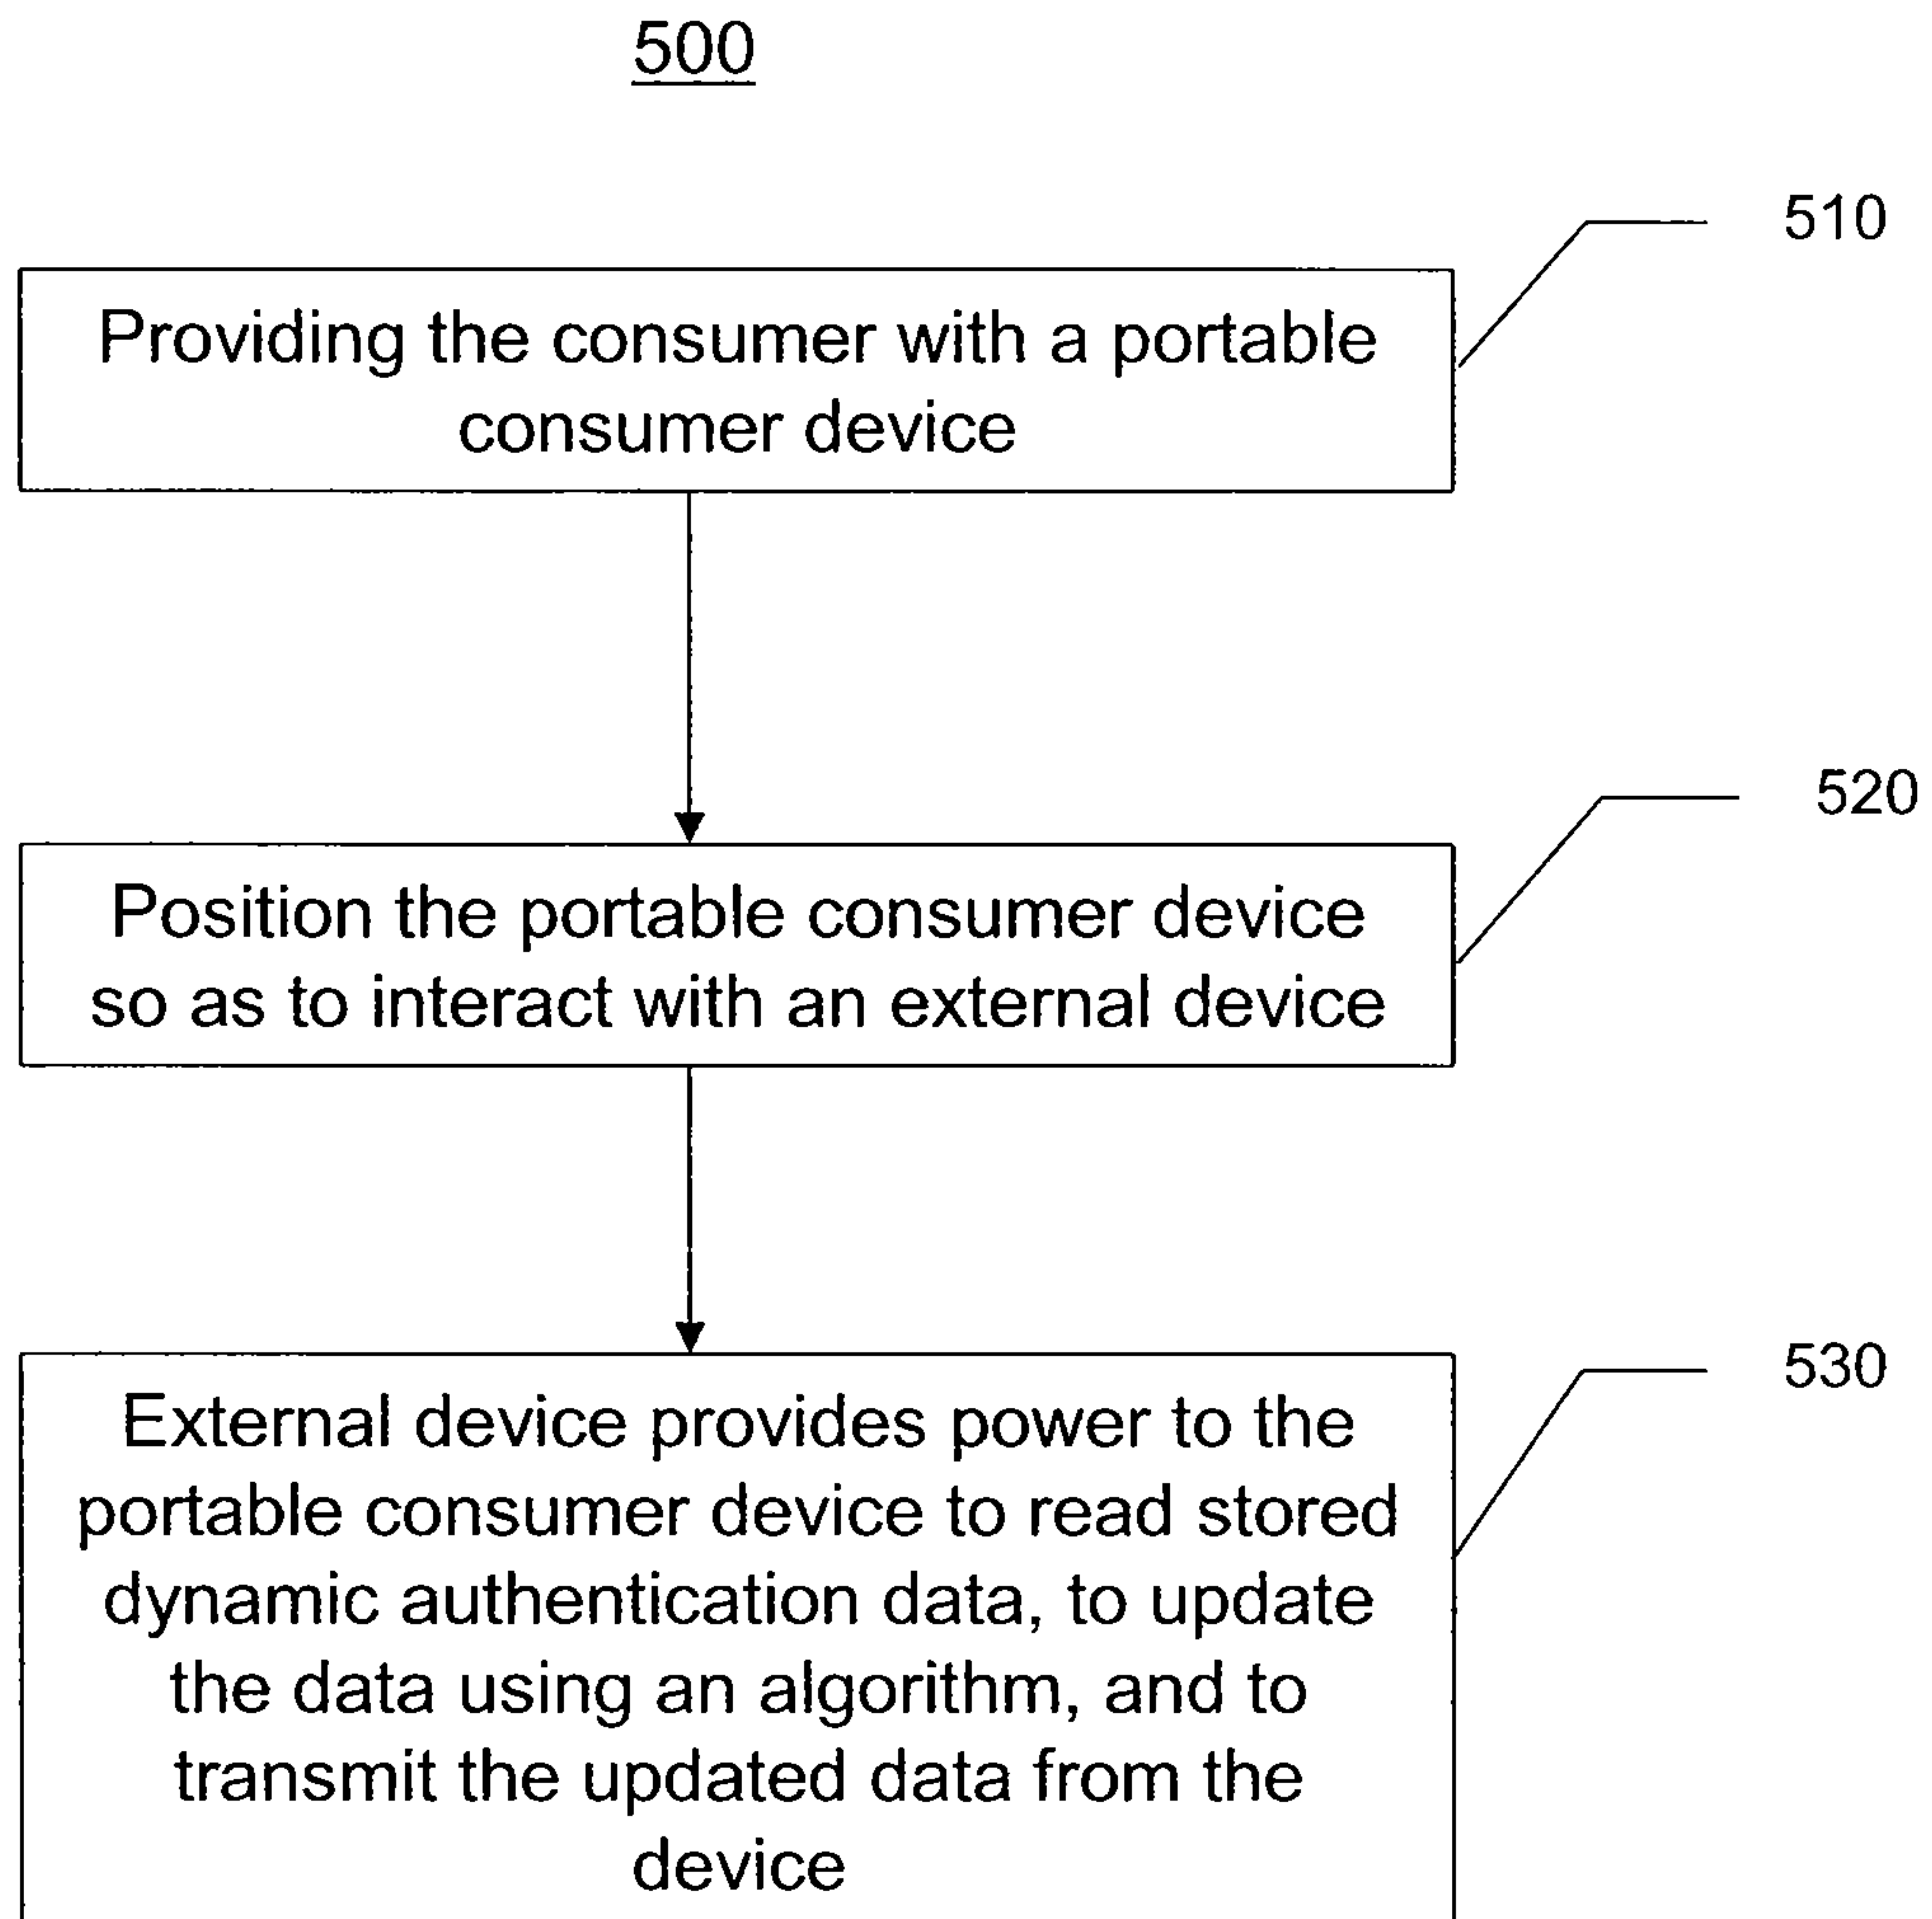 500
510
Providing the consumer with a portable
consumer device
520
Position the portable consumer device
so as to interact with an external device
530
External device provides power to the
portable consumer device to read stored
dynamic authentication data, to update
the data using an algorithm, and to
transmit the updated data from the
device